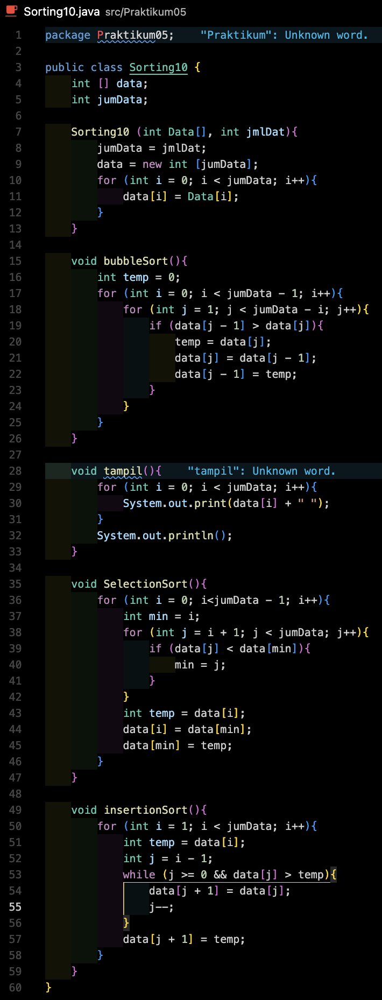 Sorting10.java src/Praktikum05
1 package Praktikum05; "Praktikum": Unknown word.
2
3 public class Sorting10 {
4 int [] data;
5 int jumData;
6
7 Sorting10 (int Data[], int jmlDat){
8 jumData = jmlDat;
9 data = new int [jumData];
10 for (int i = 0; i < jumData; i++){
11 data[i] = Data[i];
12 }
13 }
14
15 void bubbleSort(){
16 int temp = 0;
17 for (int i = 0; i < jumData - 1; i++){
18 for (int j = 1; j < jumData - i; j++){
19 if (data[j - 1] > data[j]){
20 temp = data[j];
21 data[j] = data[j - 1];
22 data[j - 1] = temp;
23 }
24 }
25 }
26 }
27
28 void tampil(){ "tampil": Unknown word.
29 for (int i = 0; i < jumData; i++){
30 System.out.print(data[i] + " ");
31 }
32 System.out.println();
33 }
34
35 void SelectionSort(){
36 for (int i = 0; i<jumData - 1; i++){
37 int min = i;
38 for (int j = i + 1; j < jumData; j++){
39 if (data[j] < data[min]){
40 min = j;
41 }
42 }
43 int temp = data[i];
44 data[i] = data[min];
45 data[min] = temp;
46 }
47 }
48
49 void insertionSort(){
50 for (int i = 1; i < jumData; i++){
51 int temp = data[i];
52 int j = i - 1;
53 while (j >= 0 && data[j] > temp){
54 data[j + 1] = data[j];
55 j--;
56 }
57 data[j + 1] = temp;
58 }
59 }
60 }